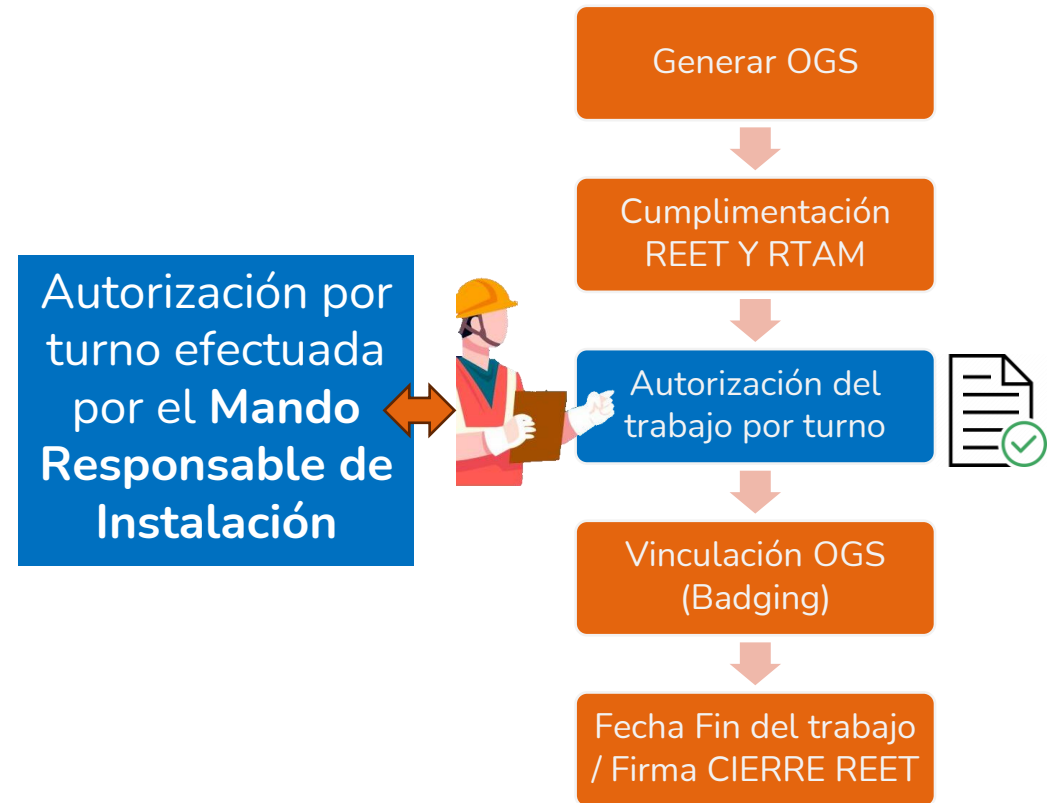 Generar OGS
Cumplimentación
REET Y RTAM
Autorización por
turno efectuada
por el Mando
Responsable de
Instalación
Autorización del
trabajo por turno
Vinculación OGS
(Badging)
Fecha Fin del trabajo
/ Firma CIERRE REET